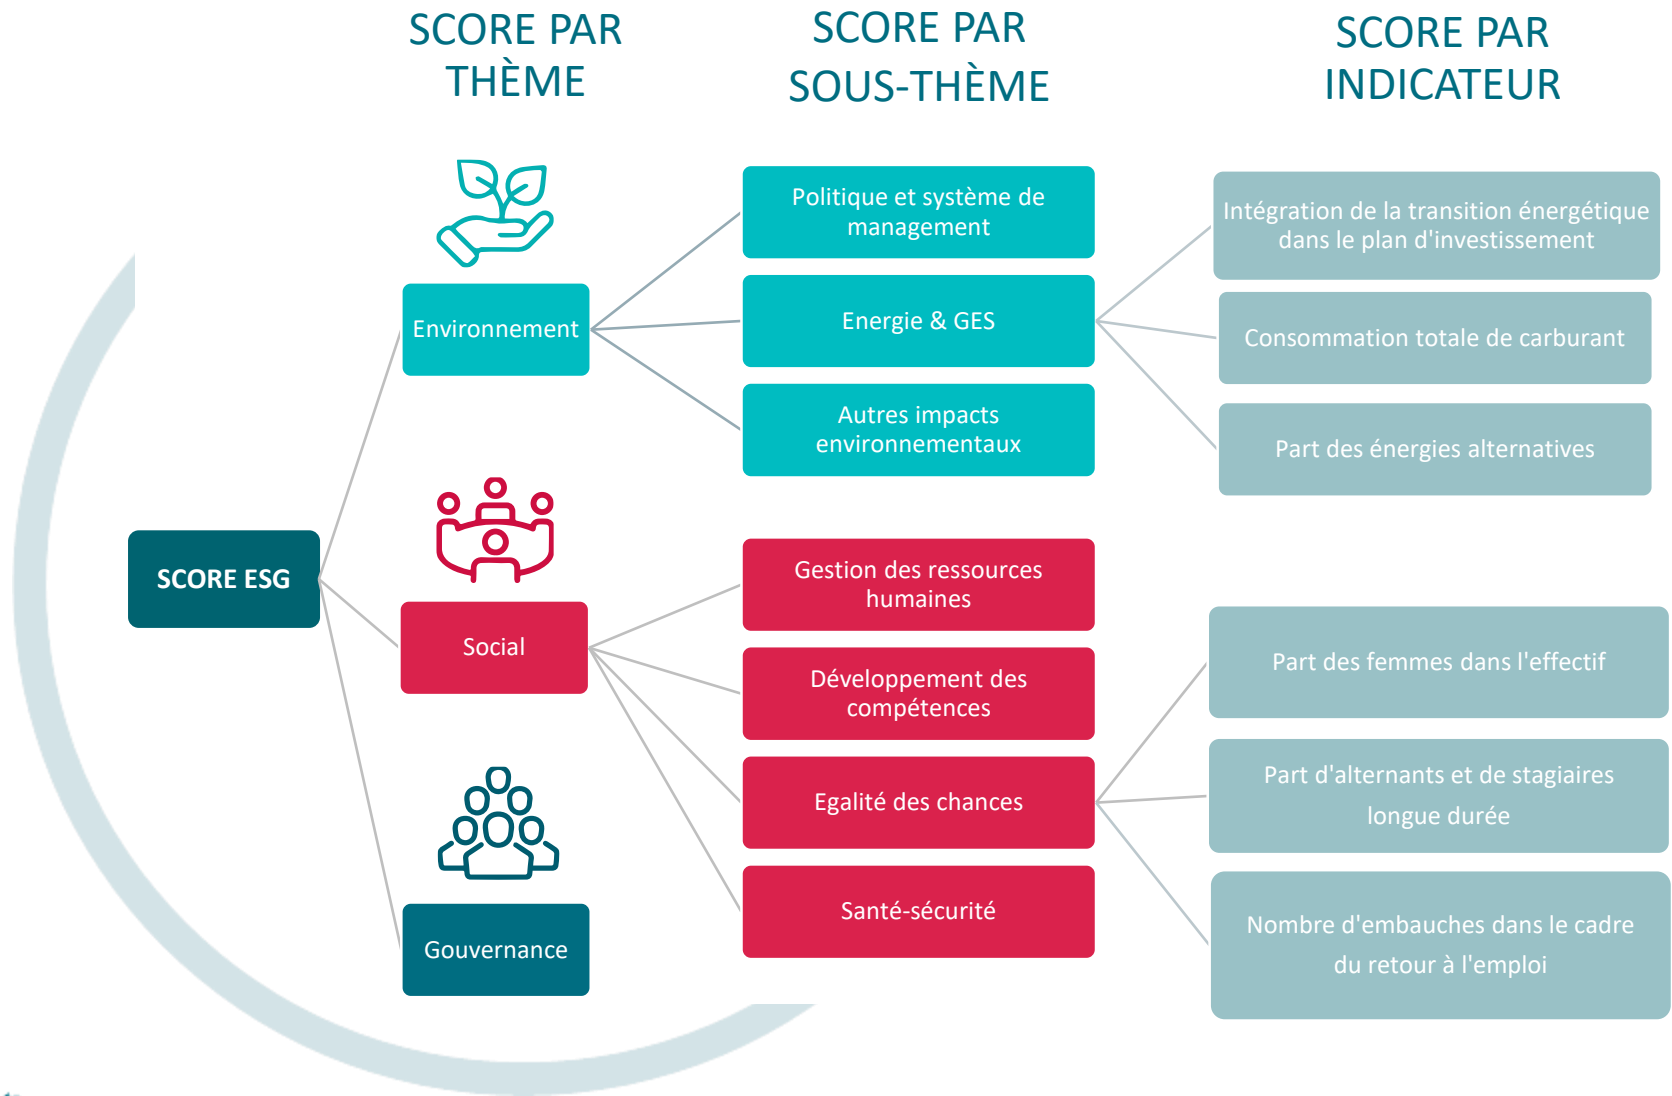 SCORE PAR
THÈME
SCORE PAR
SOUS-THÈME
SCORE PAR
INDICATEUR
SCORE ESG
Environnement
Politique et système de
management
Energie & GES
Autres impacts
environnementaux
Intégration de la transition énergétique
dans le plan d'investissement
Consommation totale de carburant
Part des énergies alternatives
Social
Gestion des ressources
humaines
Développement des
compétences
Egalité des chances
Santé-sécurité
Part des femmes dans l'effectif
Part d'alternants et de stagiaires
longue durée
Nombre d'embauches dans le cadre
du retour à l'emploi
Gouvernance